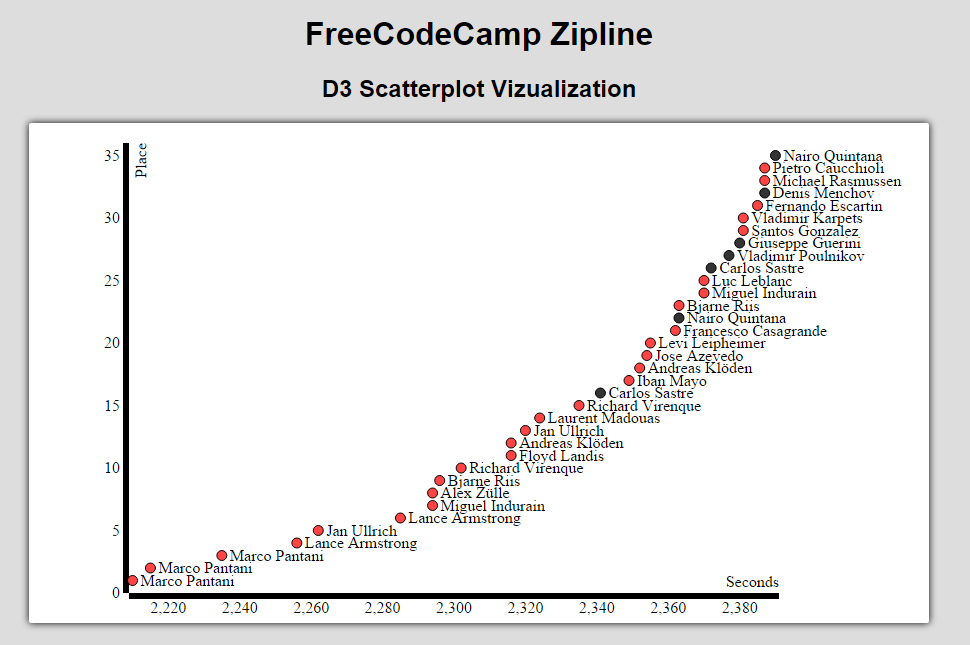 FreeCodeCamp Zipline
D3 Scatterplot Vizualization
Place
35
Nairo Quintana
Pietro Caucchioli
Michael Rasmussen
Denis Menchov
Fernando Escartin
30
Vladimir Karpets
Santos Gonzalez
Giuseppe Guerini
Vladimir Poulnikov
Carlos Sastre
25
Luc Leblanc
Miguel Indurain
Bjarne Riis
Nairo Quintana
Francesco Casagrande
20
Levi Leipheimer
Jose Azevedo
Andreas Klöden
Iban Mayo
Carlos Sastre
15
Richard Virenque
Laurent Madouas
Jan Ullrich
Andreas Klöden
Floyd Landis
10
Richard Virenque
Bjarne Riis
Alex Zülle
Miguel Indurain
Lance Armstrong
5
Jan Ullrich
Lance Armstrong
Marco Pantani
Marco Pantani
Marco Pantani
Seconds
0
2,220 2,240 2,260 2,280 2,300 2,320 2,340 2,360 2,380